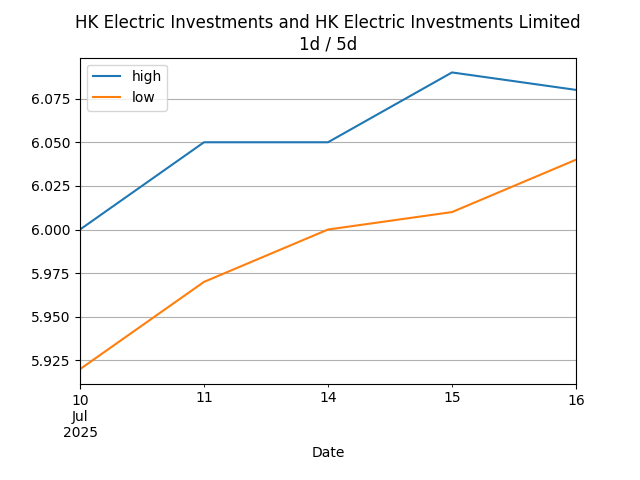 HK Electric Investments and HK Electric Investments Limited
1d / 5d
high
low
6.075
6.050
6.025
6.000
5.975
5.950
5.925
10 11 14 15 16
Jul
2025
Date